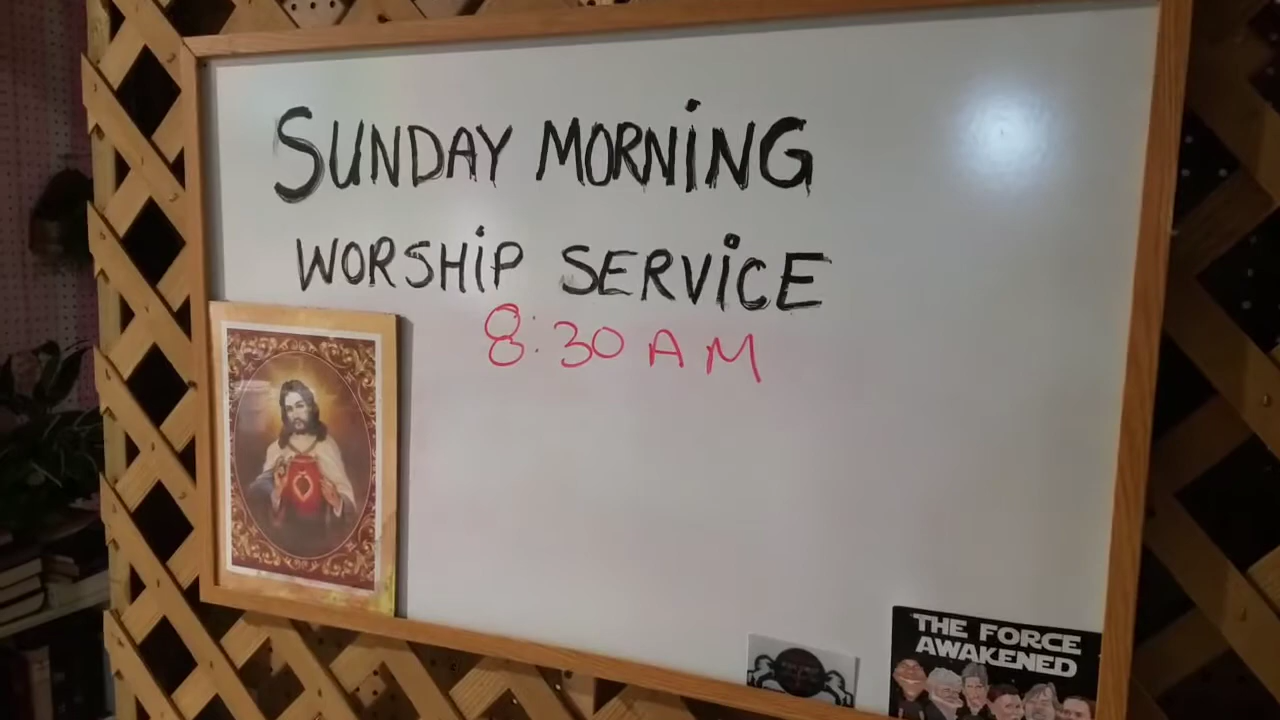 SUNDAY MORNING
WORSHIP SERVICE
8:30 AM
THE FORCE
AWAKENED